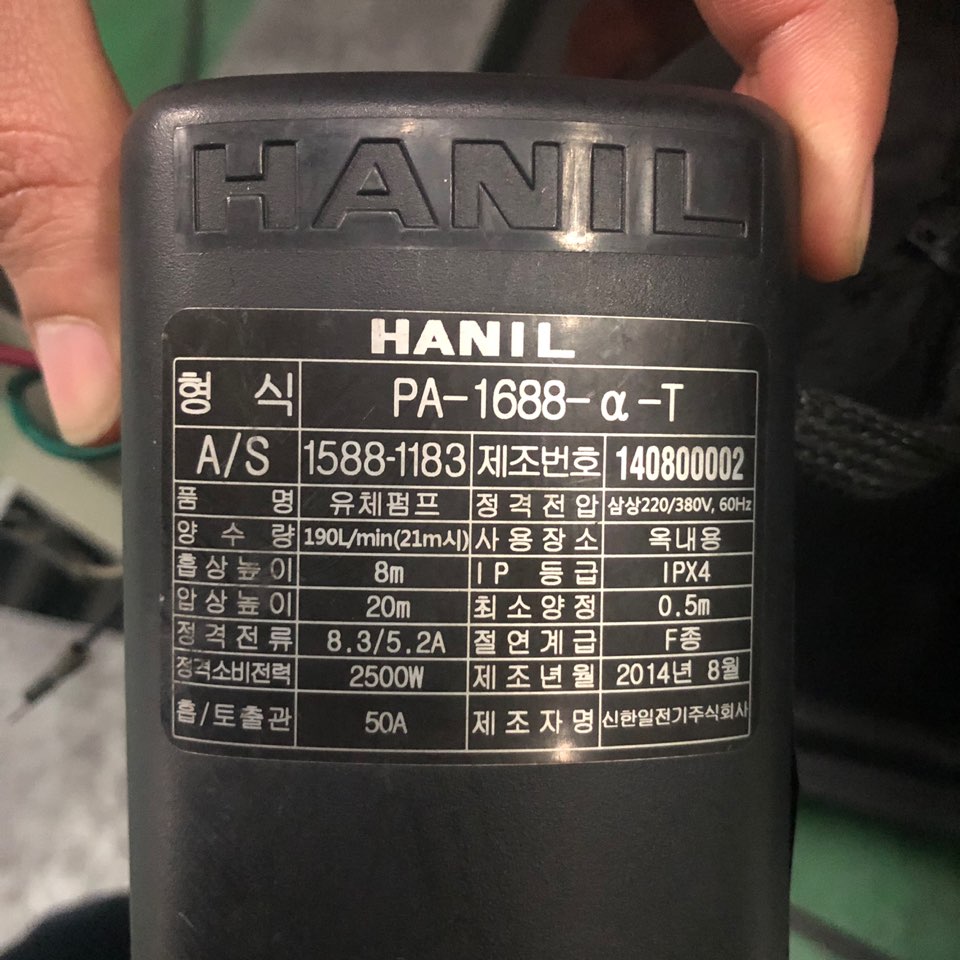 HANIL
HANIL
형 식 PA-1688-α-T
A/S 1588-1183 제조번호 140800002
품 명 유체펌프 정격전압 삼상220/380V, 60Hz
양 수 량 190L/min(21m시) 사용장소 옥내용
흡상높이 8m IP 등급 IPX4
압상높이 20m 최소양정 0.5m
정격전류 8.3/5.2A 절연계급 F종
정격소비전력 2500W 제조년월 2014년 8월
흡/토출관 50A 제조자명 신한일전기주식회사